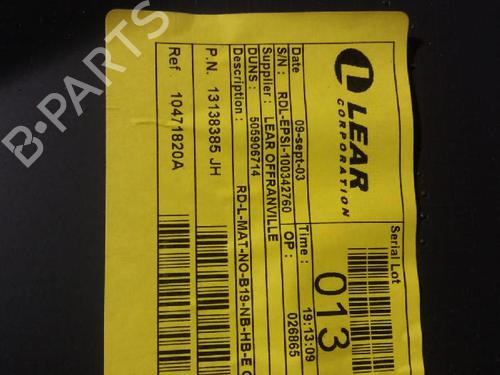 LEAR
CORPORATION
Serial Lot
013
Date 09-sept-03 Time : 19:13:09
S/N : RDL-EPSI-100342760 OP : 026865
Supplier : LEAR OFFRANVILLE
DUNS : 505906714
Description : RD-L-MAT-NO-B19-NB-HB-E
P.N. 13138385 JH
Ref 10471820A
B-PARTS